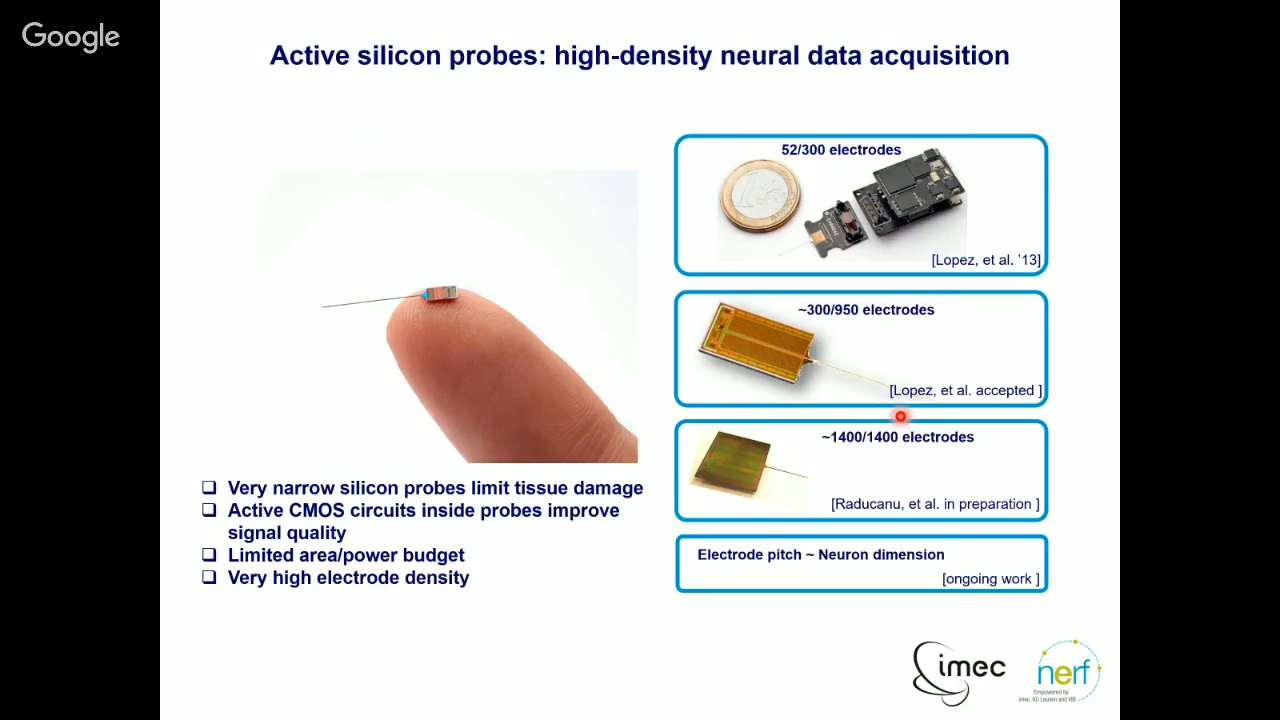 Google
Active silicon probes: high-density neural data acquisition
52/300 electrodes
[Lopez, et al. '13]
~300/950 electrodes
[Lopez, et al. accepted ]
~1400/1400 electrodes
[Raducanu, et al. in preparation ]
Electrode pitch ~ Neuron dimension
[ongoing work ]
Very narrow silicon probes limit tissue damage
Active CMOS circuits inside probes improve
signal quality
Limited area/power budget
Very high electrode density
imec
nerf
Empowered by
imec, KU Leuven and VIB